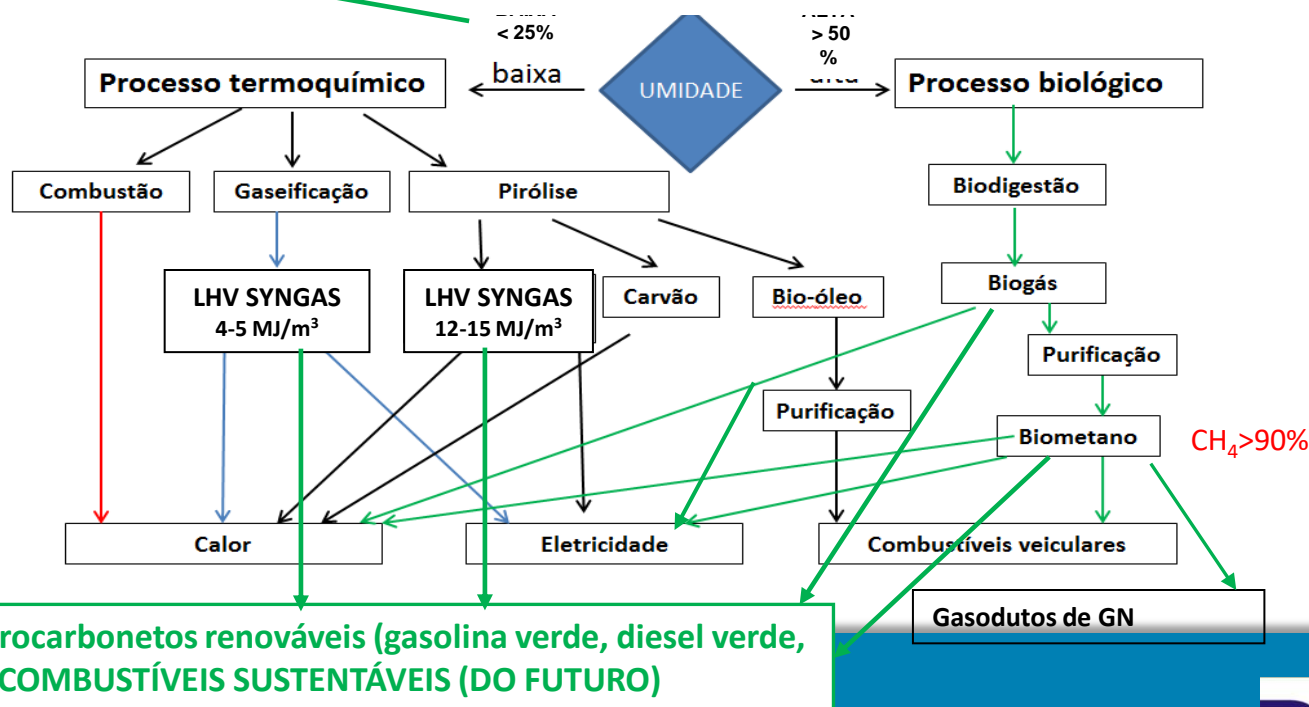 < 25%
> 50
%
Processo termoquímico
baixa
UMIDADE
Processo biológico
Combustão
Gaseificação
Pirólise
Biodigestão
LHV SYNGAS
4-5 MJ/m³
LHV SYNGAS
12-15 MJ/m³
Carvão
Bio-óleo
Biogás
Purificação
Purificação
Biometano
CH₄>90%
Calor
Eletricidade
Combustíveis veiculares
Gasodutos de GN
rocarbonetos renováveis (gasolina verde, diesel verde,
COMBUSTÍVEIS SUSTENTÁVEIS (DO FUTURO)